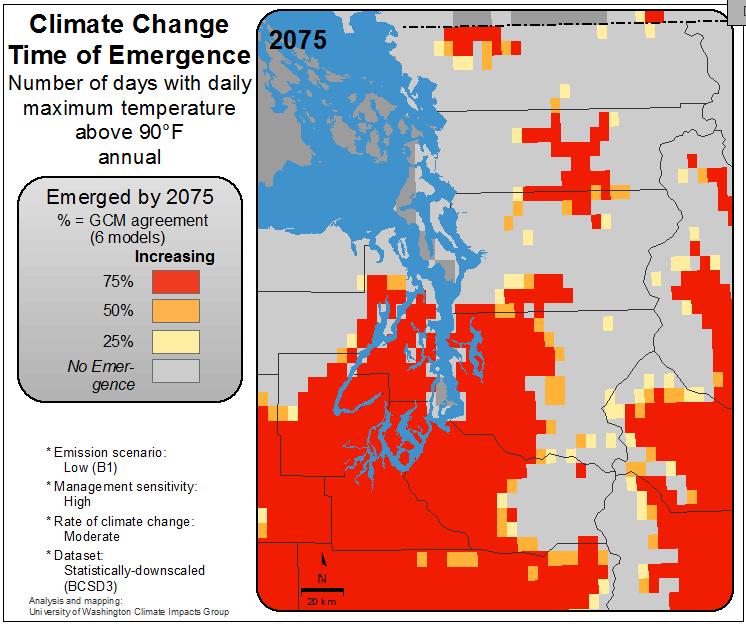 Climate Change
Time of Emergence
Number of days with daily
maximum temperature
above 90°F
annual
Emerged by 2075
% = GCM agreement
(6 models)
Increasing
75%
50%
25%
No Emer-
gence
* Emission scenario:
Low (B1)
* Management sensitivity:
High
* Rate of climate change:
Moderate
* Dataset:
Statistically-downscaled
(BCSD3)
Analysis and mapping:
University of Washington Climate Impacts Group
2075
N
20 km